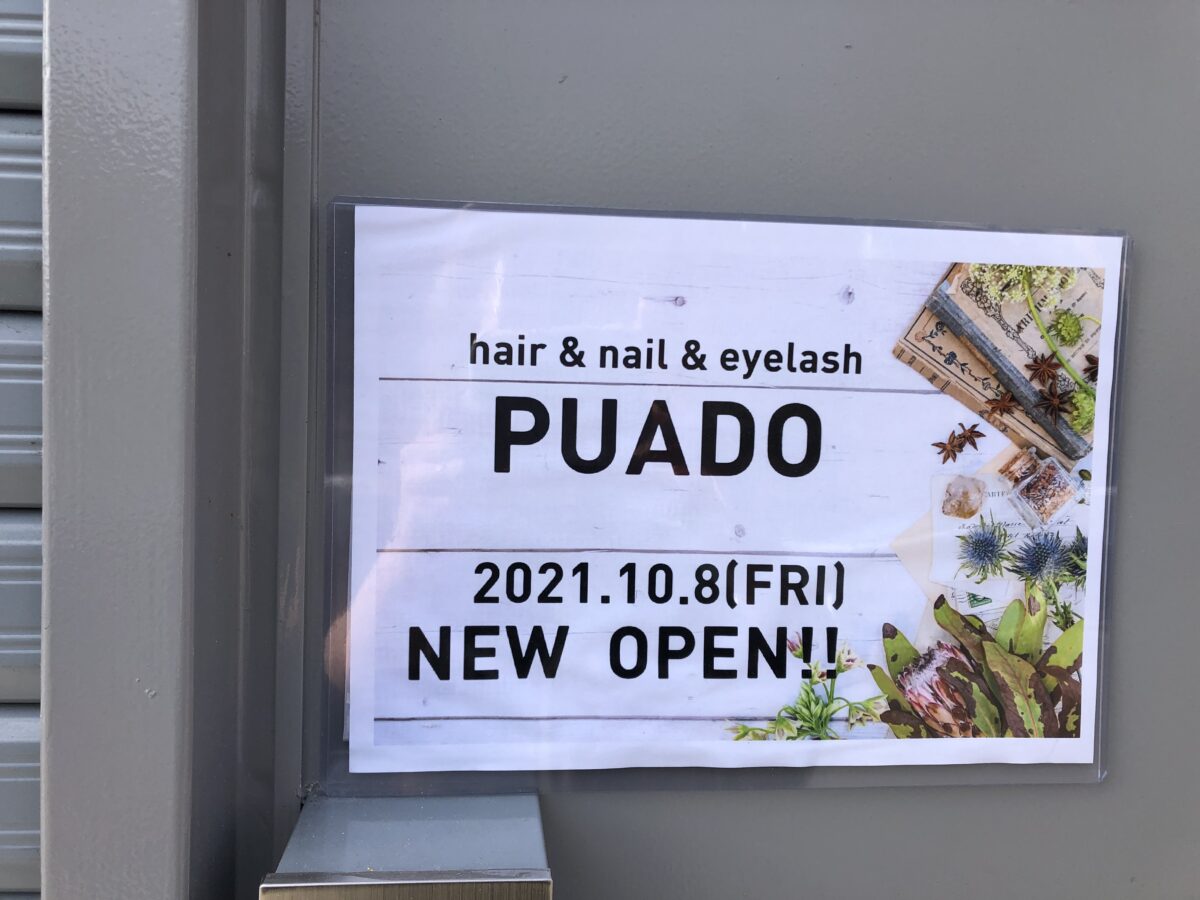 hair & nail & eyelash
PUADO
2021.10.8(FRI)
NEW OPEN!!